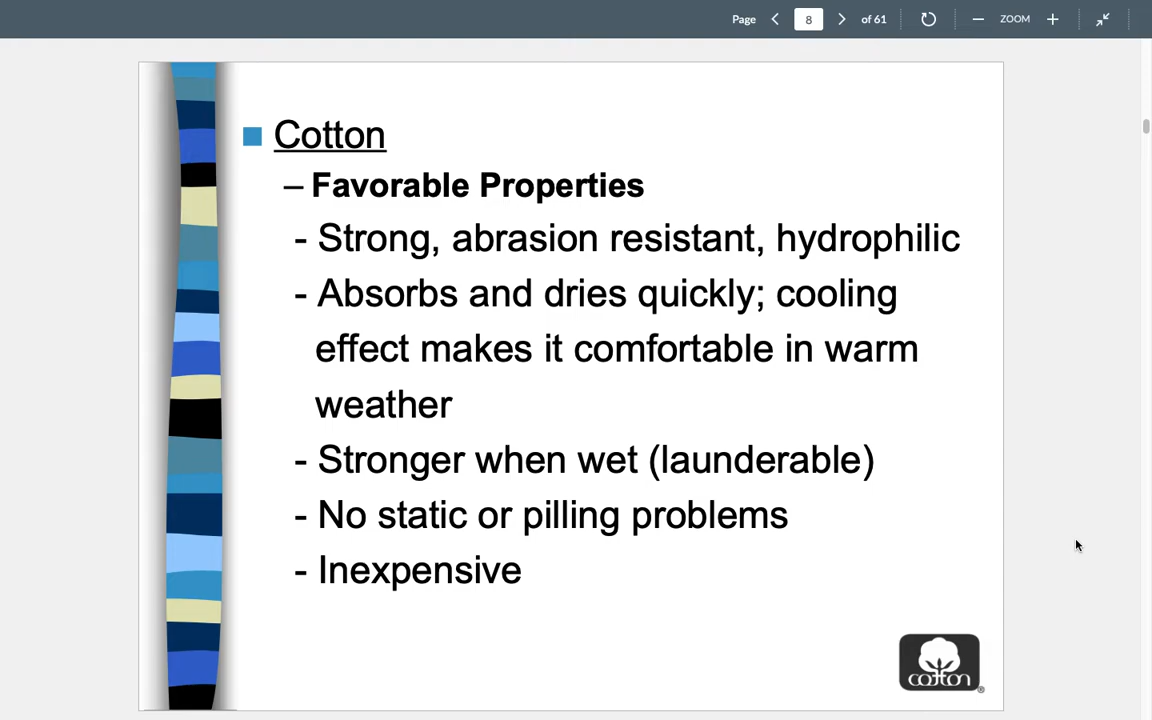 Page 8 of 61 ZOOM
Cotton
– Favorable Properties
- Strong, abrasion resistant, hydrophilic
- Absorbs and dries quickly; cooling
effect makes it comfortable in warm
weather
- Stronger when wet (launderable)
- No static or pilling problems
- Inexpensive
cotton
®